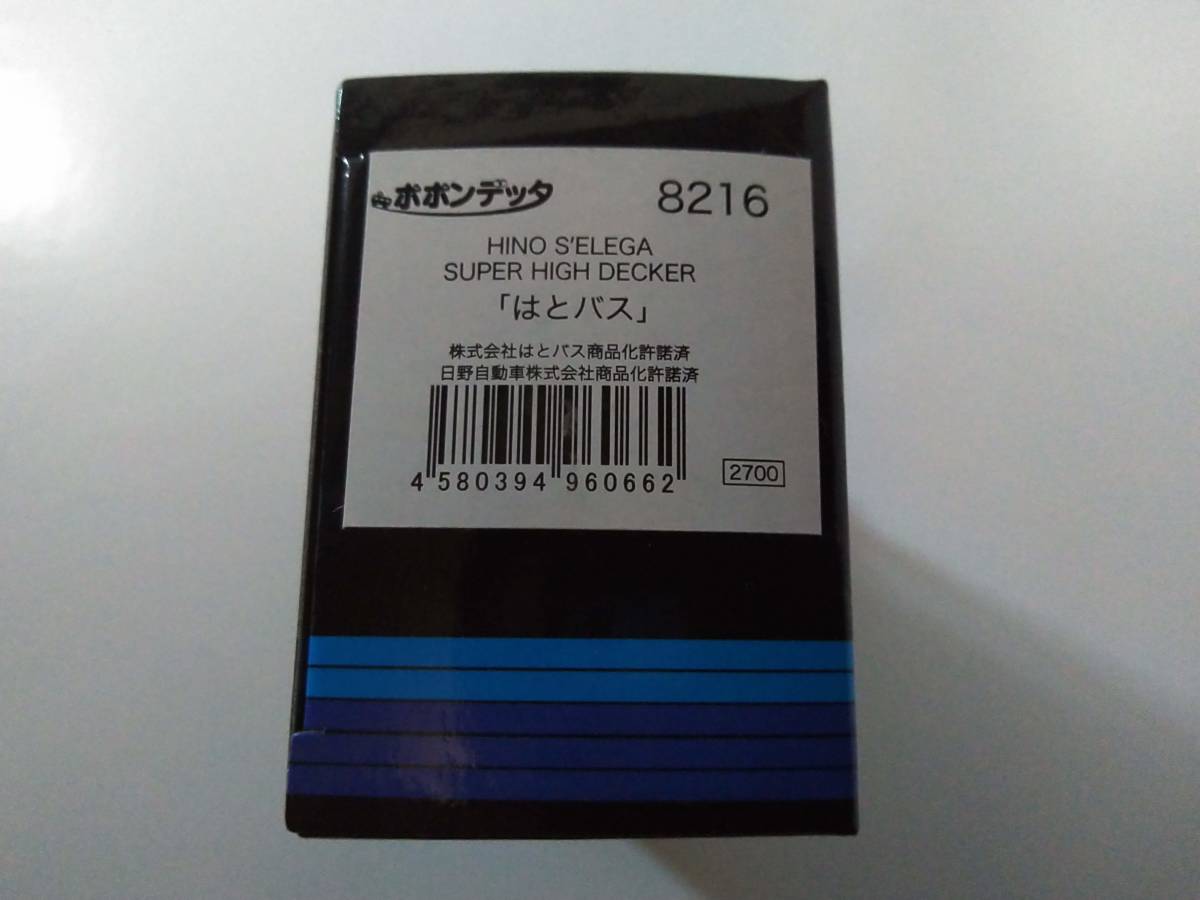 ポポンデッタ 8216
HINO S'ELEGA
SUPER HIGH DECKER
「はとバス」
株式会社はとバス商品化許諾済
日野自動車株式会社商品化許諾済
4 580394 960662
2700